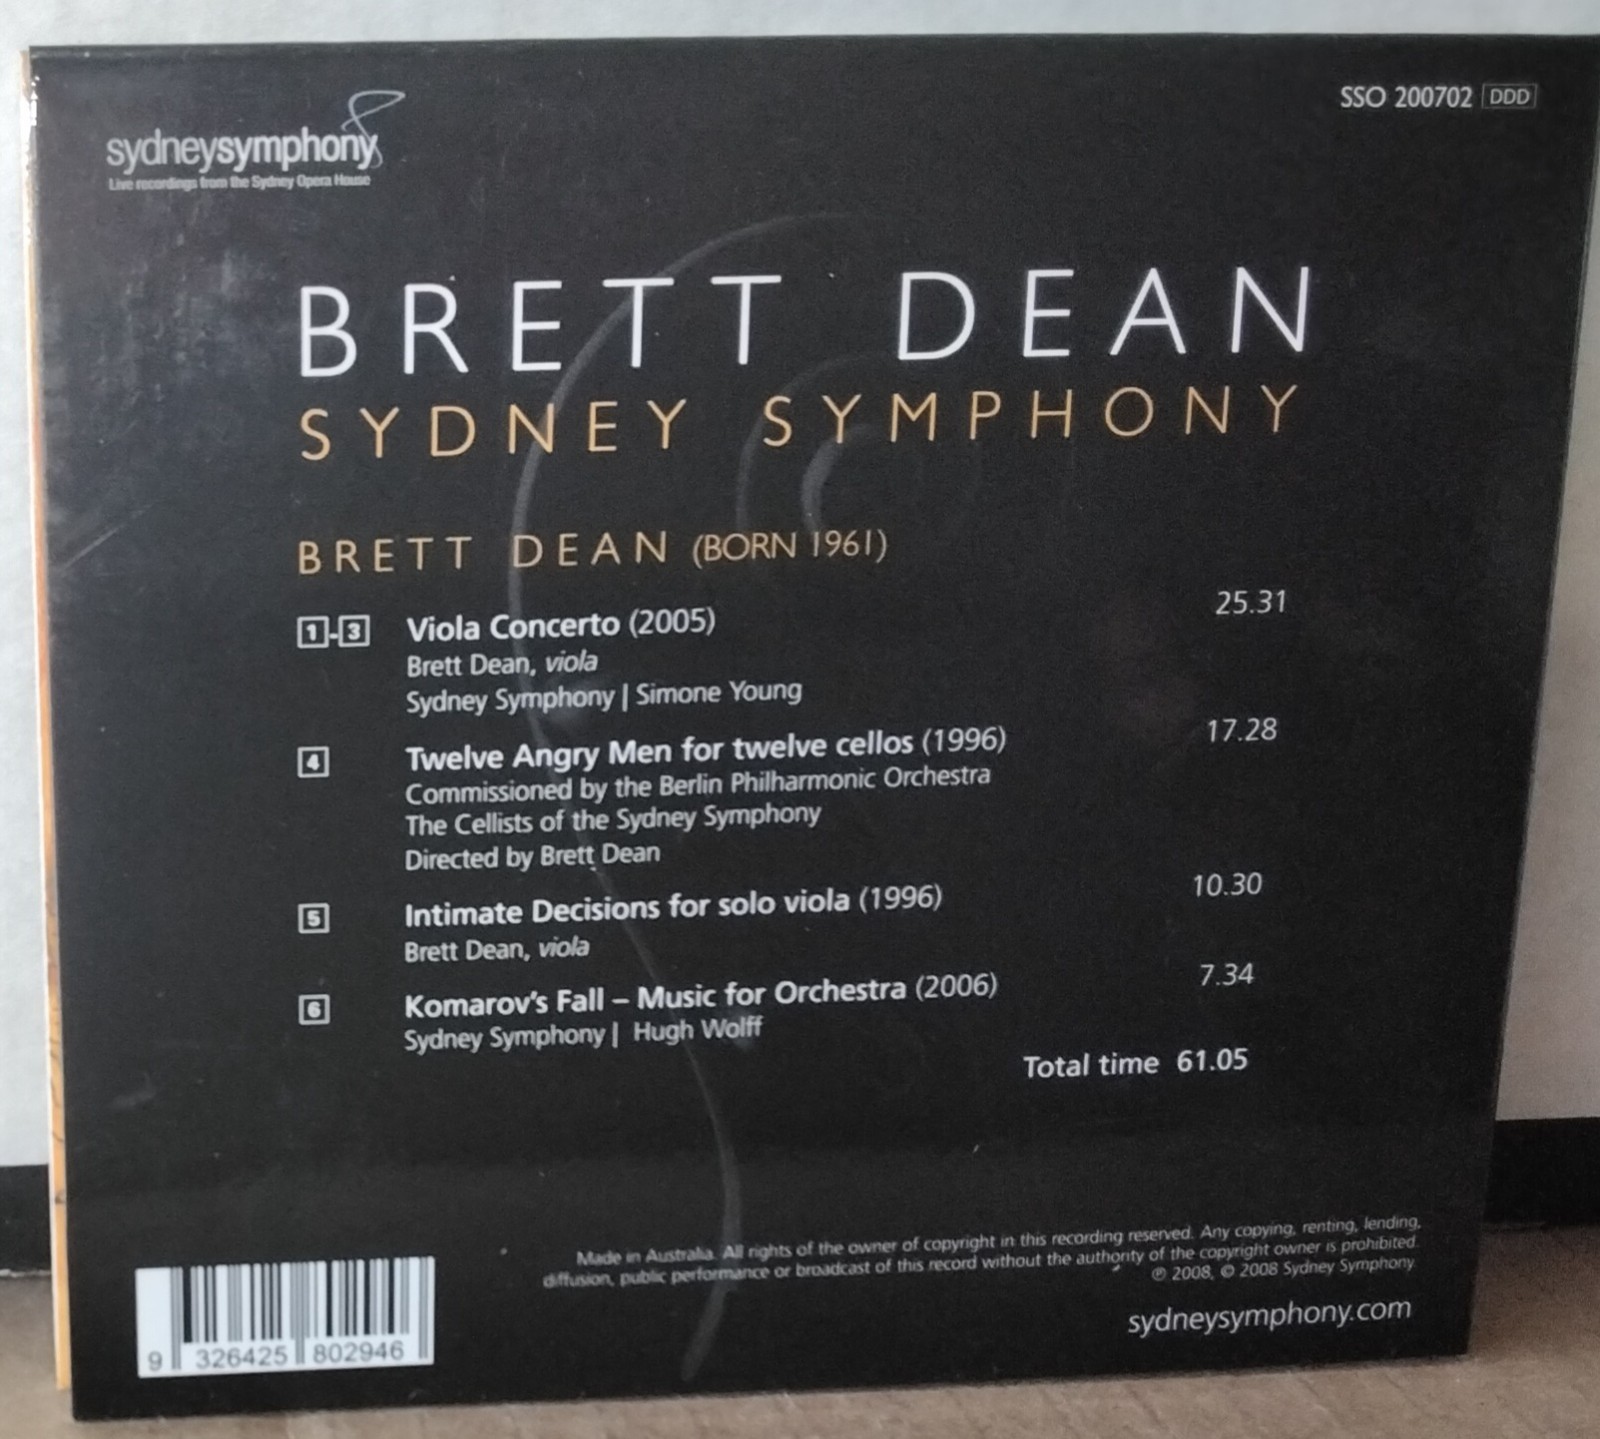 sydneysymphony
Live recordings from the Sydney Opera House
SSO 200702 DDD
BRETT DEAN
SYDNEY SYMPHONY
BRETT DEAN (BORN 1961)
1-3 Viola Concerto (2005) 25.31
Brett Dean, viola
Sydney Symphony | Simone Young
4 Twelve Angry Men for twelve cellos (1996) 17.28
Commissioned by the Berlin Philharmonic Orchestra
The Cellists of the Sydney Symphony
Directed by Brett Dean
5 Intimate Decisions for solo viola (1996) 10.30
Brett Dean, viola
6 Komarov's Fall – Music for Orchestra (2006) 7.34
Sydney Symphony | Hugh Wolff
Total time 61.05
Made in Australia. All rights of the owner of copyright in this recording reserved. Any copying, renting, lending,
diffusion, public performance or broadcast of this record without the authority of the copyright owner is prohibited.
℗ 2008, © 2008 Sydney Symphony
sydneysymphony.com
9 326425 802946